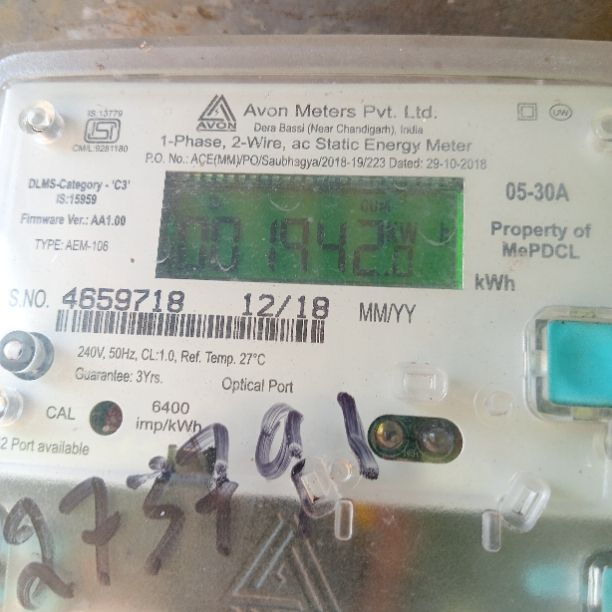 IS:13779
ISI
CM/L:9281180
AVON
Avon Meters Pvt. Ltd.
Dera Bassi (Near Chandigarh), India
1-Phase, 2-Wire, ac Static Energy Meter
P.O. No.: ACE(MM)/PO/Saubhagya/2018-19/223 Dated: 29-10-2018
DLMS-Category - 'C3'
IS:15959
Firmware Ver.: AA1.00
TYPE: AEM-106
CUM
001942.0
kWh
05-30A
Property of
MePDCL
S.NO. 4659718 12/18 MM/YY
240V, 50Hz, CL:1.0, Ref. Temp. 27°C
Guarantee: 3Yrs.
Optical Port
CAL
6400
imp/kWh
2 Port available